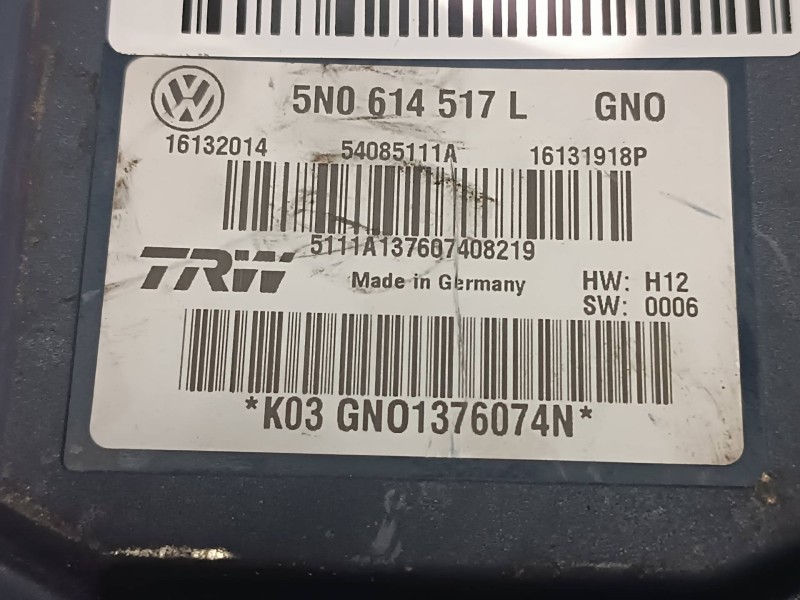 5N0 614 517 L GNO
16132014 54085111A 16131918P
5111A137607408219
TRW Made in Germany HW: H12
SW: 0006
*K03 GNO1376074N*